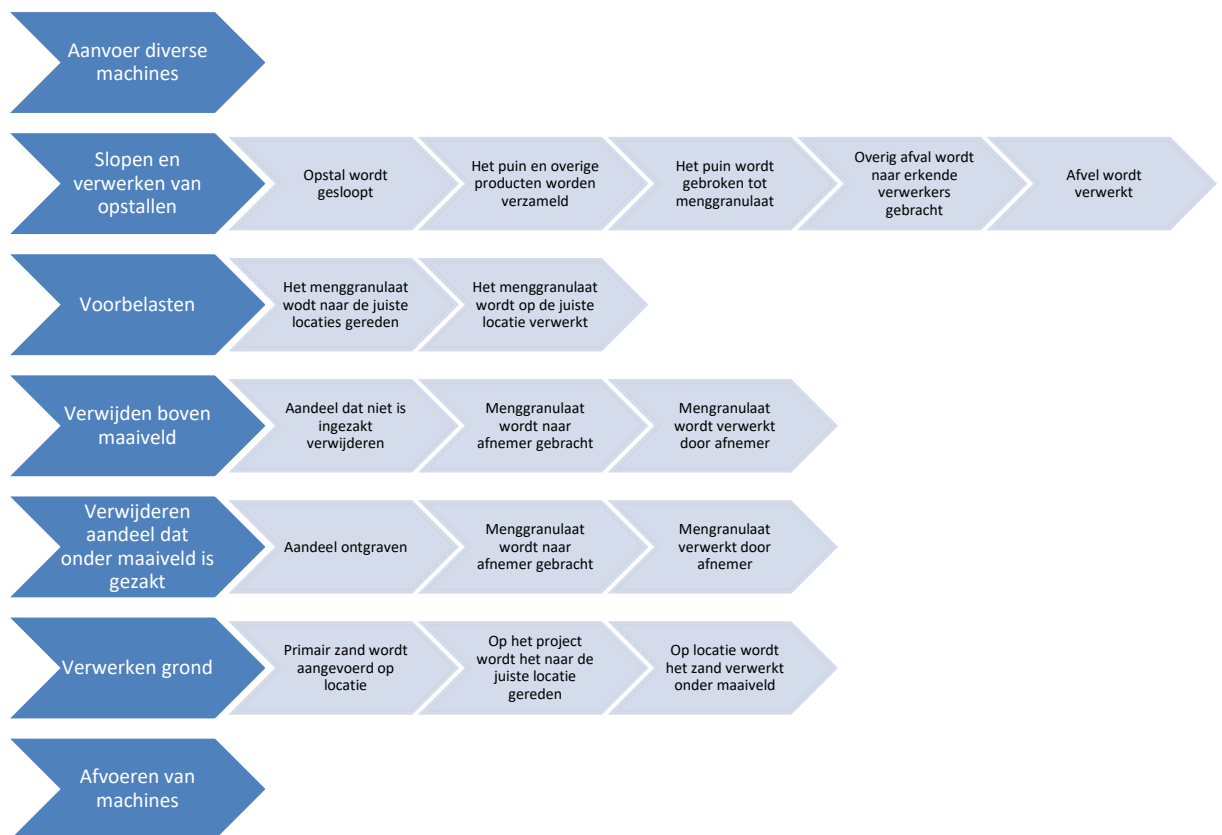 Aanvoer diverse
machines
Slopen en
verwerken van
opstallen
Opstal wordt
gesloopt
Het puin en overige
producten worden
verzameld
Het puin wordt
gebroken tot
menggranulaat
Overig afval wordt
naar erkende
verwerkers
gebracht
Afvel wordt
verwerkt
Voorbelasten
Het menggranulaat
wodt naar de juiste
locaties gereden
Het menggranulaat
wordt op de juiste
locatie verwerkt
Verwijden boven
maaiveld
Aandeel dat niet is
ingezakt
verwijderen
Menggranulaat
wordt naar
afnemer gebracht
Mengranulaat
wordt verwerkt
door afnemer
Verwijderen
aandeel dat
onder maaiveld is
gezakt
Aandeel ontgraven
Menggranulaat
wordt naar
afnemer gebracht
Mengranulaat
verwerkt door
afnemer
Verwerken grond
Primair zand wordt
aangevoerd op
locatie
Op het project
wordt het naar de
juiste locatie
gereden
Op locatie wordt
het zand verwerkt
onder maaiveld
Afvoeren van
machines